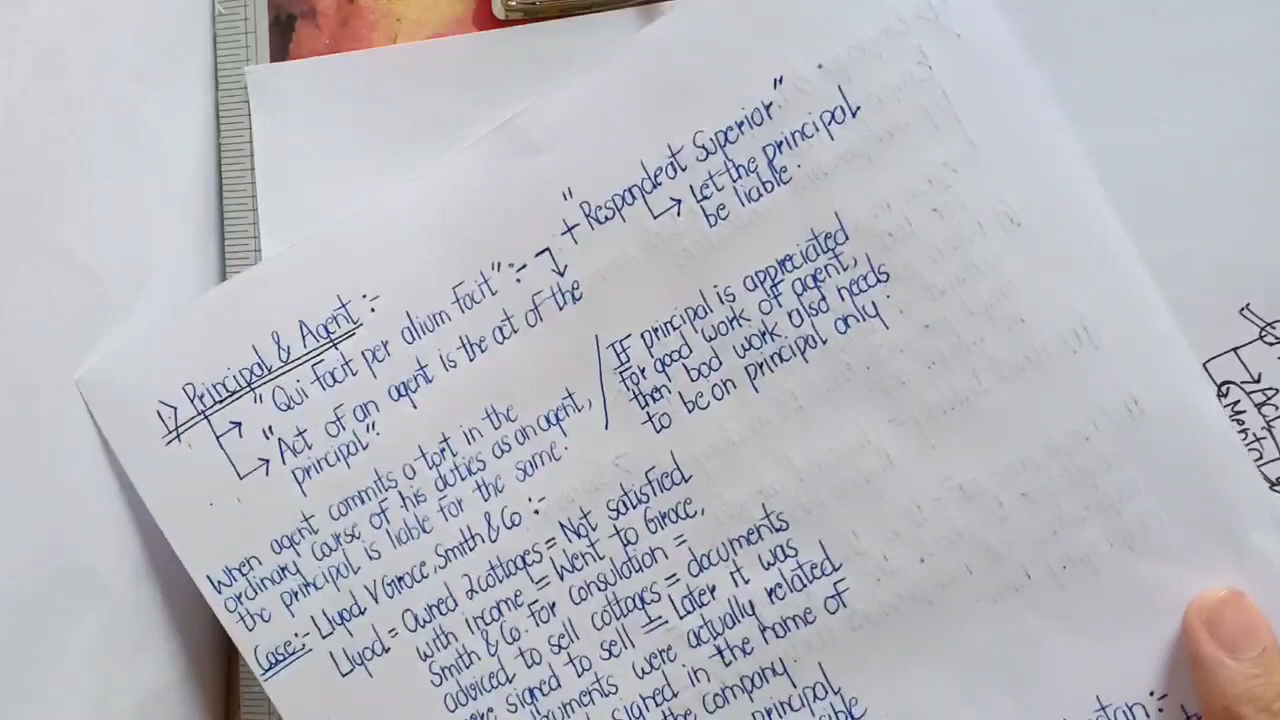 1.) Principal & Agent :-
"Qui facit per alium facit" :- + "Respondeat Superior."
Let the principal
be liable.
"Act of an agent is the act of the
principal".
When agent commits a tort in the
ordinary course of his duties as an agent,
the principal is liable for the same.
IF principal is appreciated
for good work of agent,
then bad work also needs
to be on principal only.
Case:- Llyod V Grace, Smith & Co :-
Llyod = Owned 2 cottages = Not satisfied
with income = Went to Grace,
Smith & Co. For consulation =
adviced to sell cottages = documents
were signed to sell = Later it was
documents were actually related
signed in the name of
the company.
principal